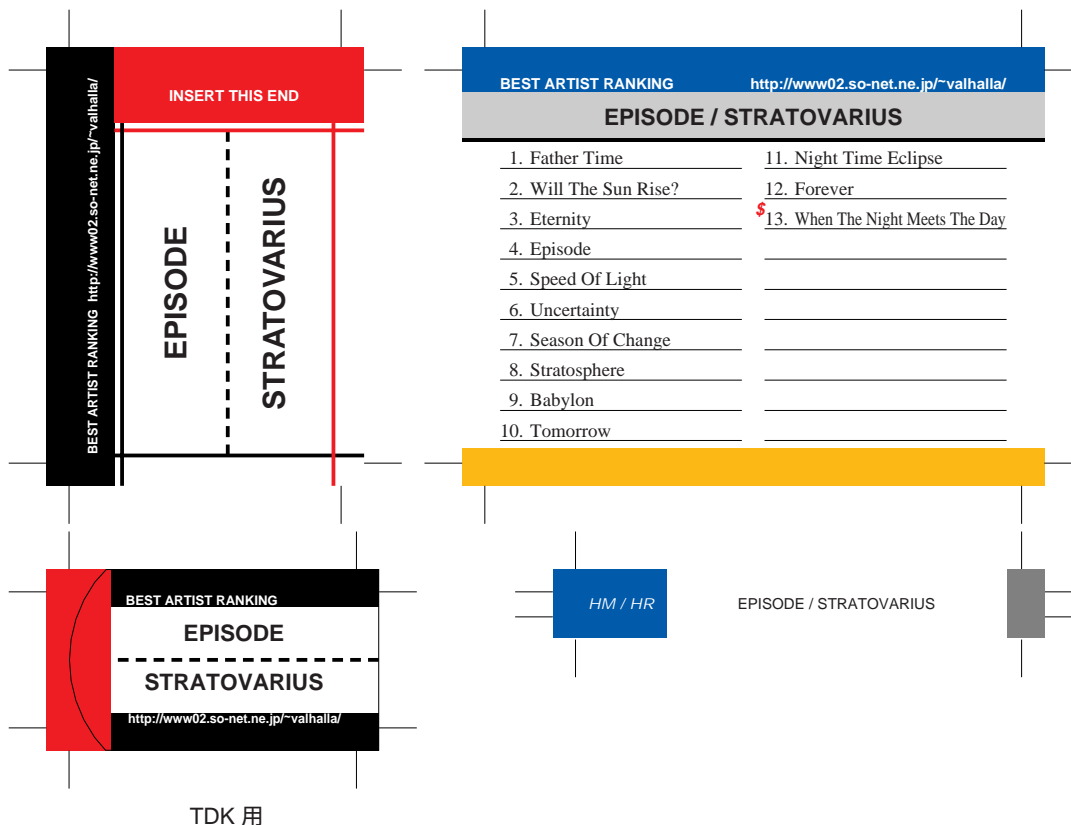 INSERT THIS END
BEST ARTIST RANKING http://www02.so-net.ne.jp/~valhalla/
EPISODE
STRATOVARIUS
BEST ARTIST RANKING http://www02.so-net.ne.jp/~valhalla/
EPISODE / STRATOVARIUS
1. Father Time
2. Will The Sun Rise?
3. Eternity
4. Episode
5. Speed Of Light
6. Uncertainty
7. Season Of Change
8. Stratosphere
9. Babylon
10. Tomorrow
11. Night Time Eclipse
12. Forever
$13. When The Night Meets The Day
BEST ARTIST RANKING
EPISODE
STRATOVARIUS
http://www02.so-net.ne.jp/~valhalla/
TDK 用
HM / HR
EPISODE / STRATOVARIUS